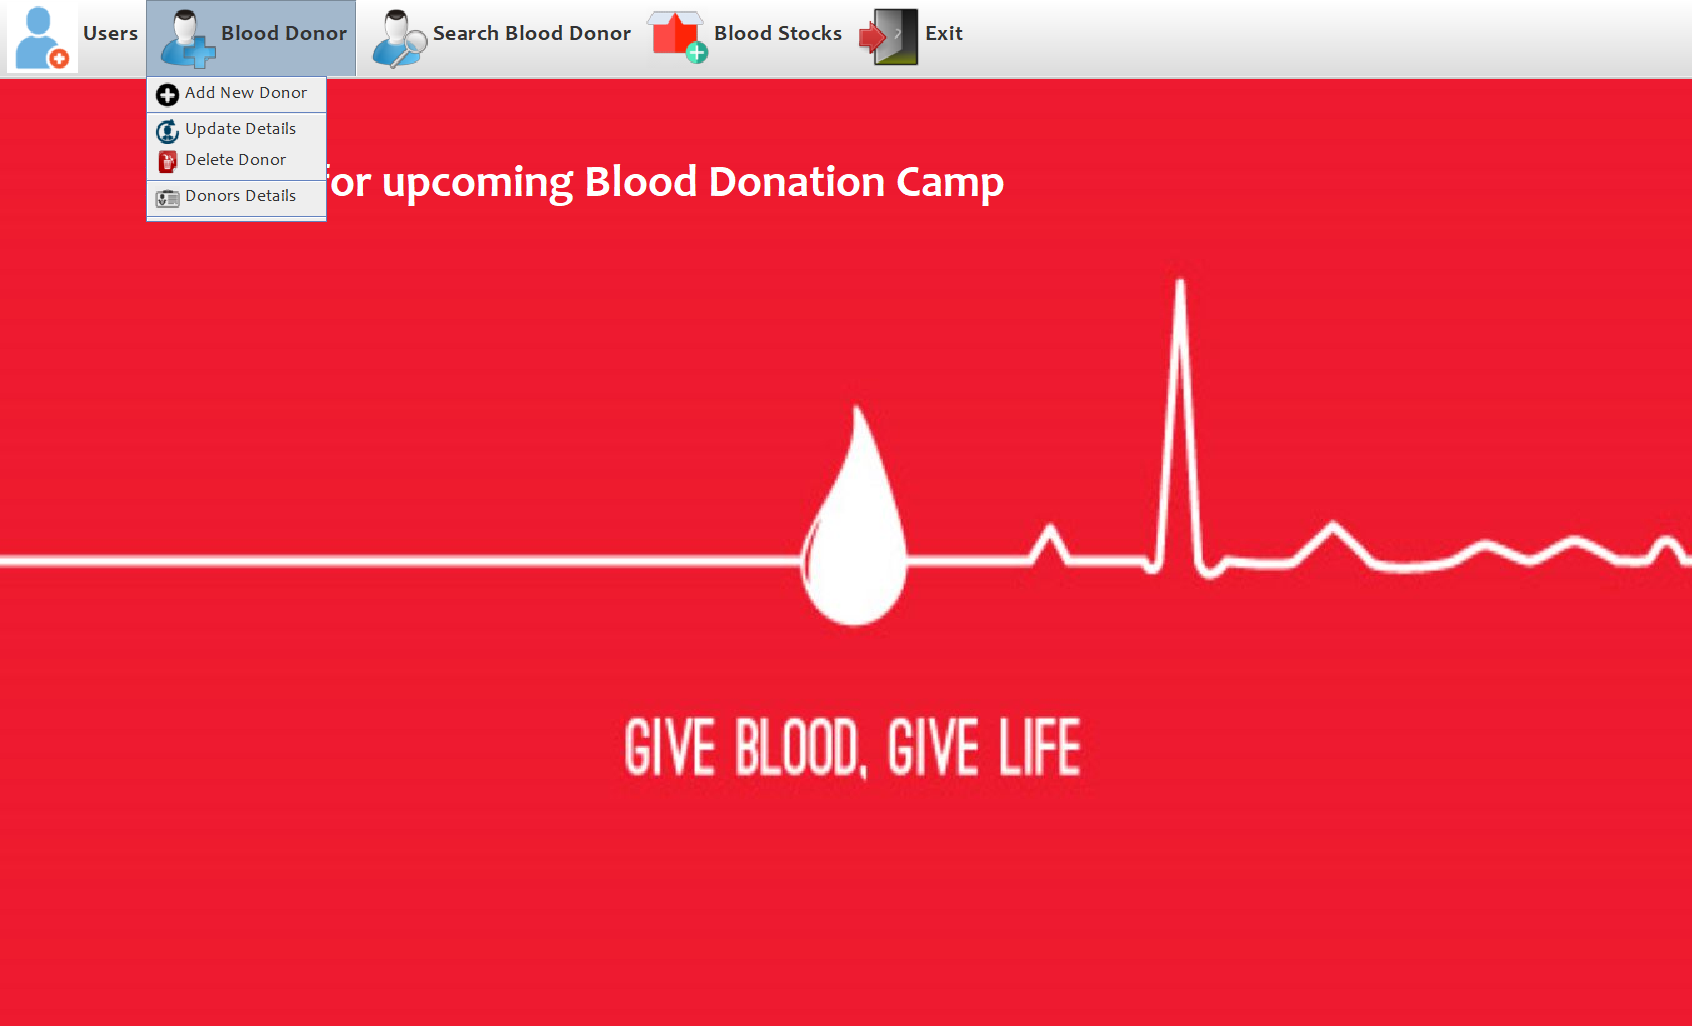 Users
Blood Donor
Search Blood Donor
Blood Stocks
Exit
Add New Donor
Update Details
Delete Donor
Donors Details
or upcoming Blood Donation Camp
GIVE BLOOD, GIVE LIFE